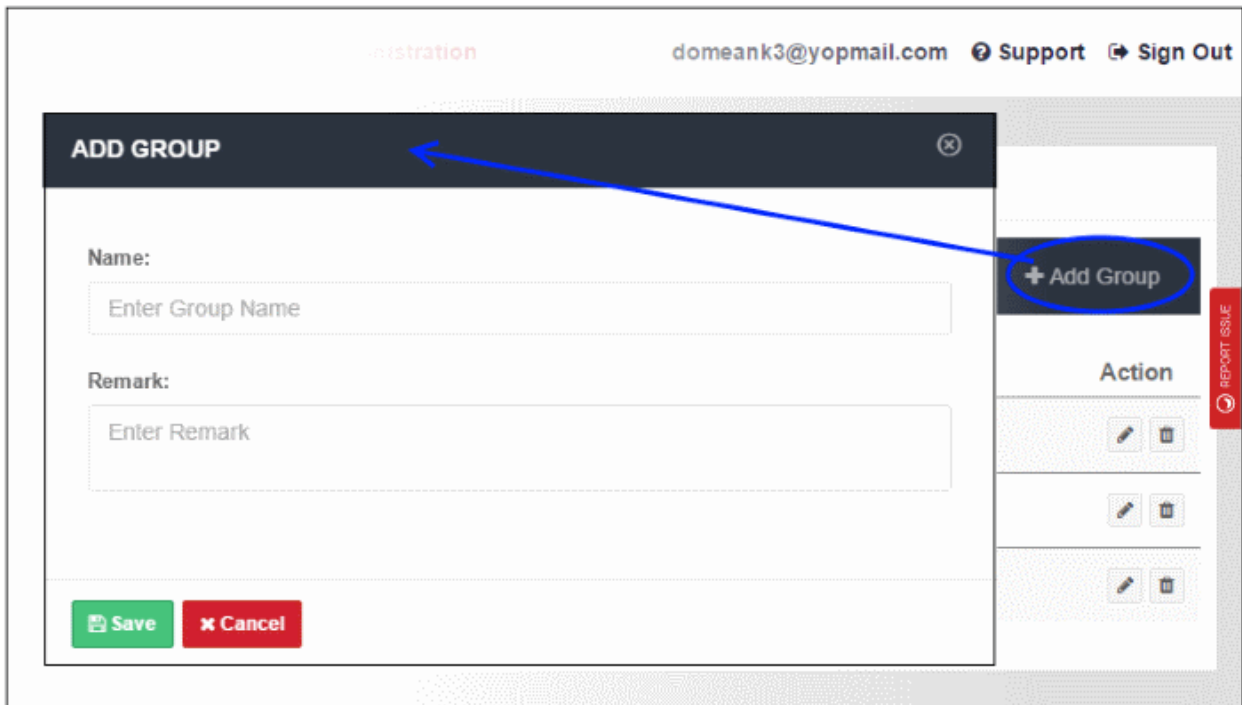 domeank3@yopmail.com Support Sign Out
ADD GROUP
Name:
Enter Group Name
Add Group
Remark:
Action
Enter Remark
Save Cancel
REPORT ISSUE